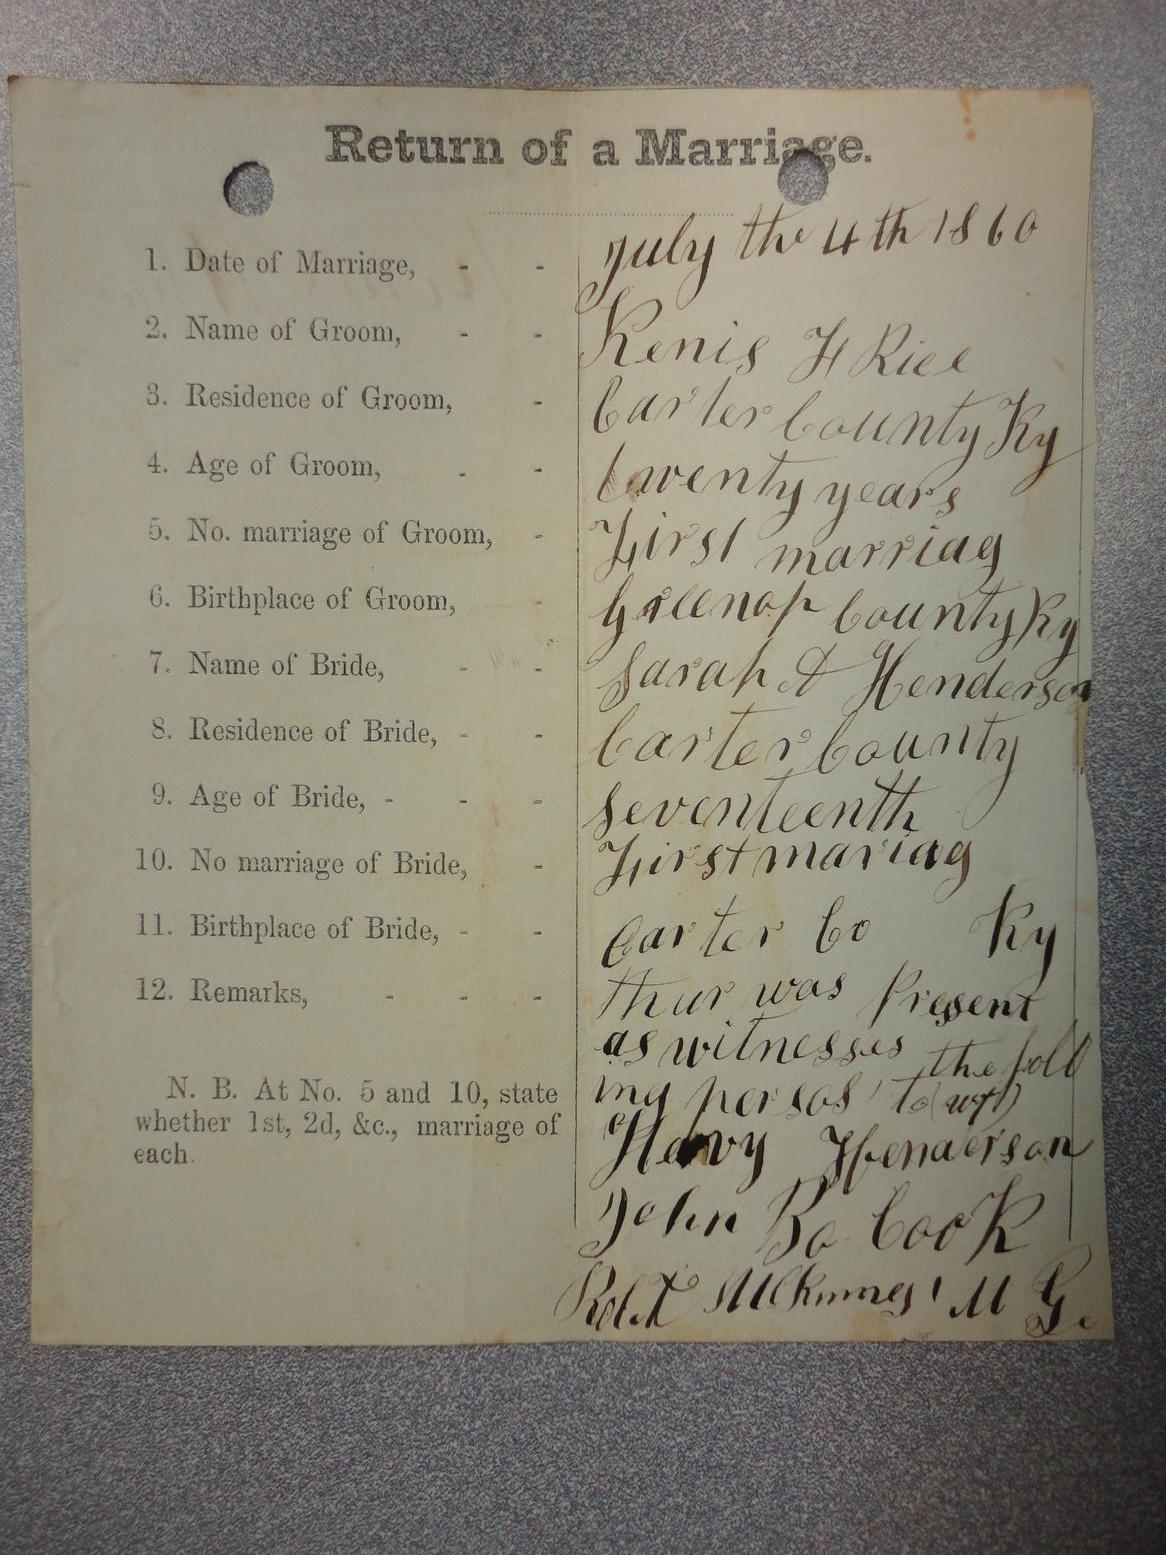 Return of a Marriage.
1. Date of Marriage, - - July the 4th 1860
2. Name of Groom, - - Kenis F Rice
3. Residence of Groom, - Carter County Ky
4. Age of Groom, - - twenty years
5. No. marriage of Groom, - First marriag
6. Birthplace of Groom, - Greenop County Ky
7. Name of Bride, - - Sarah A Henderson
8. Residence of Bride, - - Carter County
9. Age of Bride, - - - seventeenth
10. No marriage of Bride, - First mariag
11. Birthplace of Bride, - - Carter Co Ky
12. Remarks, - - - thur was Present
as witnesses the foll
ing persos to (wft)
N. B. At No. 5 and 10, state
whether 1st, 2d, &c., marriage of
each.
Henderson
John Cook
Robt McKinney M G.